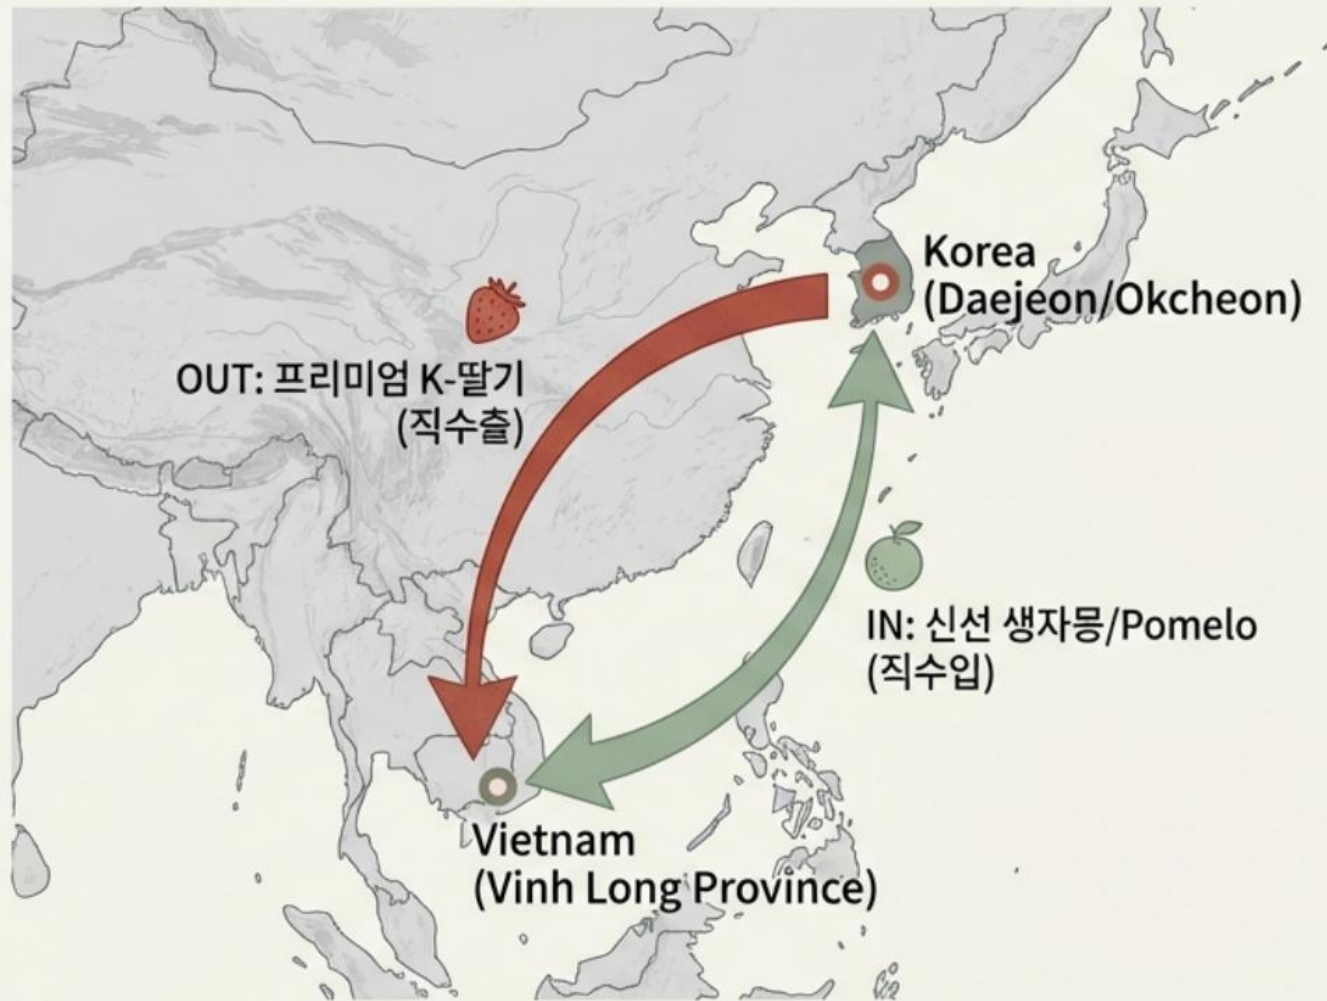 Korea
(Daejeon/Okcheon)
OUT: 프리미엄 K-딸기
(직수출)
IN: 신선 생자몽/Pomelo
(직수입)
Vietnam
(Vinh Long Province)